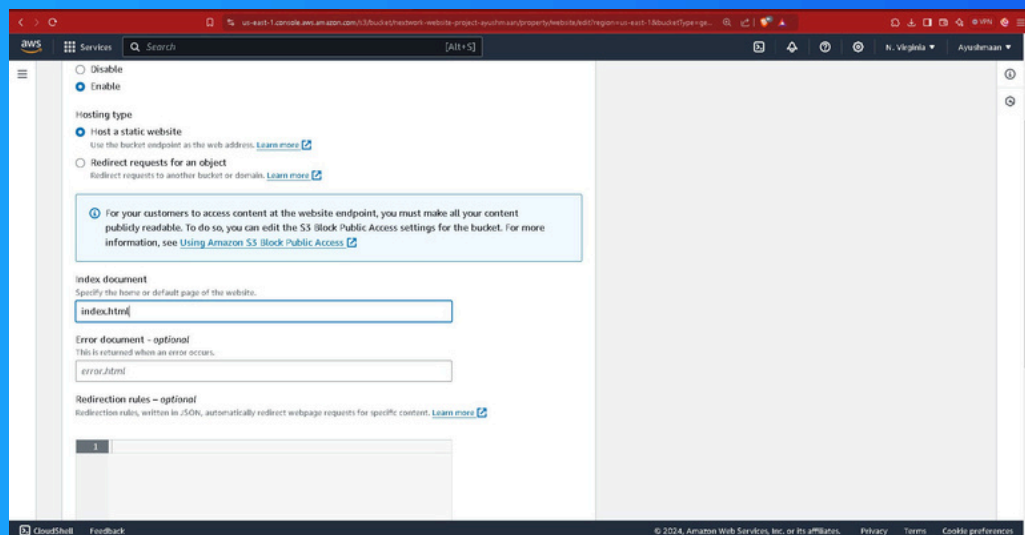 us-east-1.console.aws.amazon.com/s3/bucket/nextwork-website-project-ayushmaan/property/website/edit?region=us-east-1&bucketType=ge...
VPN
aws
Services
Search
[Alt+S]
N. Virginia
Ayushmaan
Disable
Enable
Hosting type
Host a static website
Use the bucket endpoint as the web address. Learn more
Redirect requests for an object
Redirect requests to another bucket or domain. Learn more
For your customers to access content at the website endpoint, you must make all your content
publicly readable. To do so, you can edit the S3 Block Public Access settings for the bucket. For more
information, see Using Amazon S3 Block Public Access
Index document
Specify the home or default page of the website.
index.html
Error document - optional
This is returned when an error occurs.
error.html
Redirection rules – optional
Redirection rules, written in JSON, automatically redirect webpage requests for specific content. Learn more
1
CloudShell
Feedback
© 2024, Amazon Web Services, Inc. or its affiliates.
Privacy
Terms
Cookie preferences